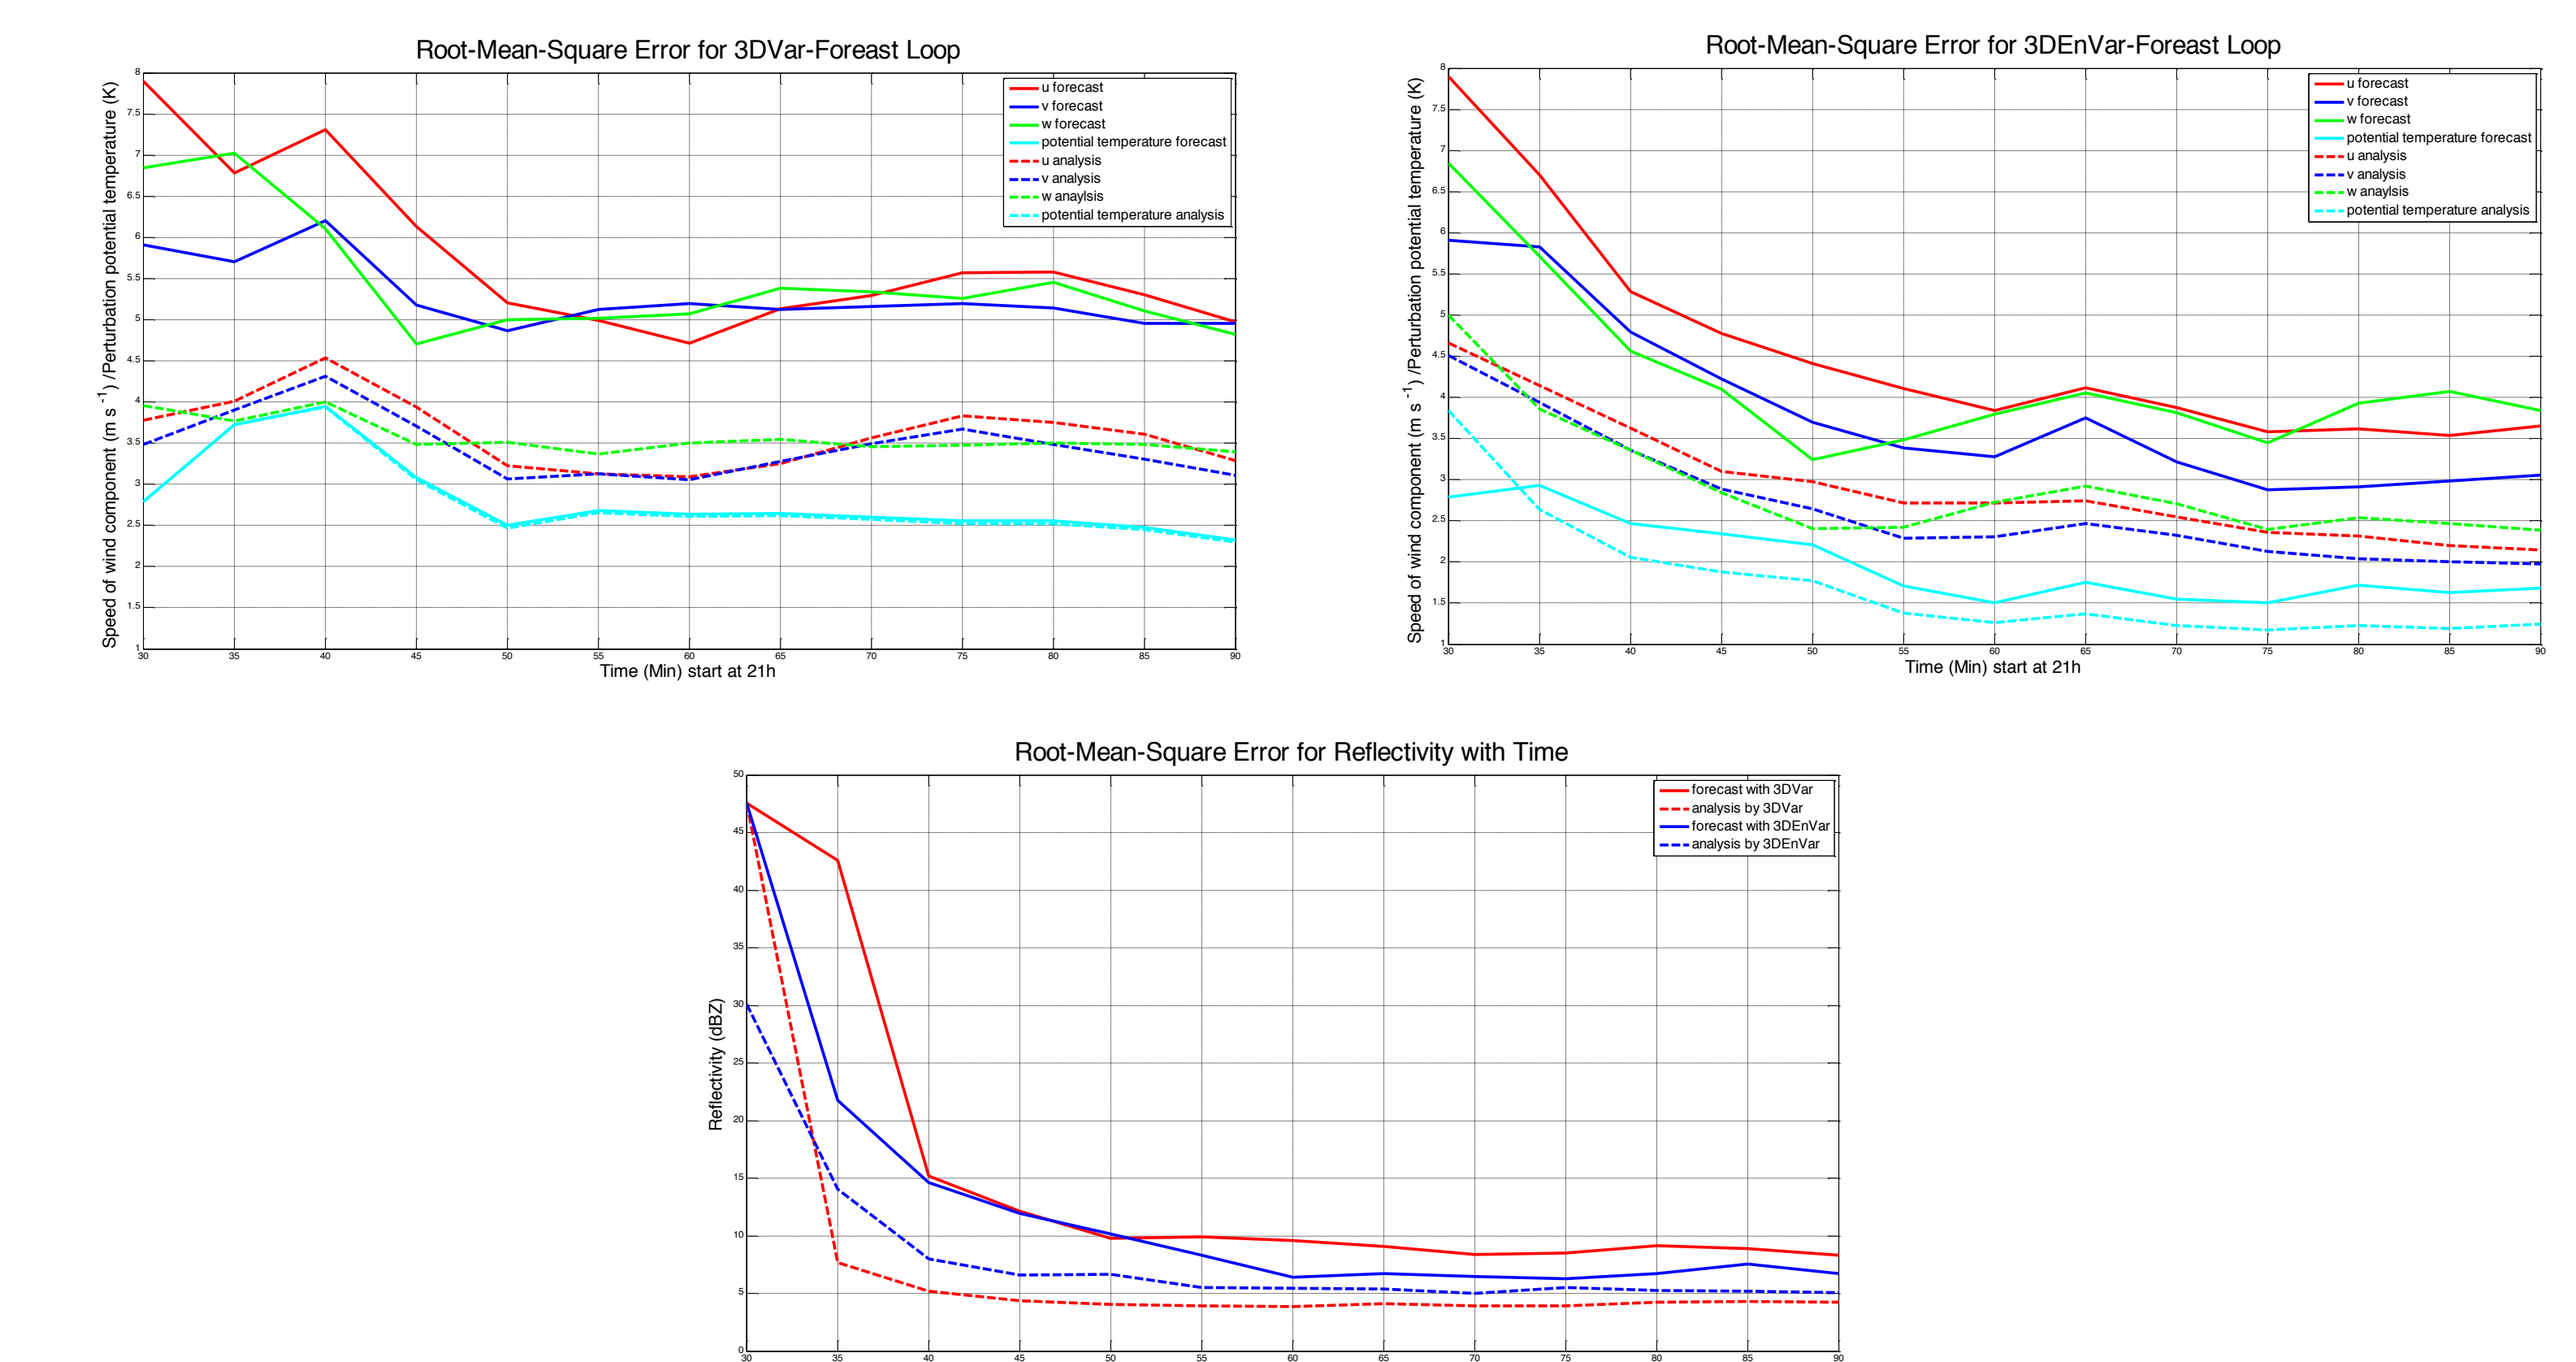 Root-Mean-Square Error for 3DVar-Foreast Loop
Speed of wind component (m s -1) /Perturbation potential temperature (K)
8
7.5
7
6.5
6
5.5
5
4.5
4
3.5
3
2.5
2
1.5
1
u forecast
v forecast
w forecast
potential temperature forecast
u analysis
v analysis
w anaylsis
potential temperature analysis
30 35 40 45 50 55 60 65 70 75 80 85 90
Time (Min) start at 21h
Root-Mean-Square Error for 3DEnVar-Foreast Loop
Speed of wind component (m s -1) /Perturbation potential temperature (K)
8
7.5
7
6.5
6
5.5
5
4.5
4
3.5
3
2.5
2
1.5
1
u forecast
v forecast
w forecast
potential temperature forecast
u analysis
v analysis
w anaylsis
potential temperature analysis
30 35 40 45 50 55 60 65 70 75 80 85 90
Time (Min) start at 21h
Root-Mean-Square Error for Reflectivity with Time
Reflectivity (dBZ)
50
45
40
35
30
25
20
15
10
5
0
forecast with 3DVar
analysis by 3DVar
forecast with 3DEnVar
analysis by 3DEnVar
30 35 40 45 50 55 60 65 70 75 80 85 90